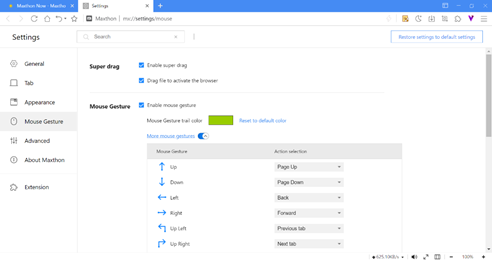 Maxthon Now - Maxtho
Settings
Maxthon
mx://settings/mouse
Settings
Search
Restore settings to default settings
General
Tab
Appearance
Mouse Gesture
Advanced
About Maxthon
Extension
Super drag
Enable super drag
Drag file to activate the browser
Mouse Gesture
Enable mouse gesture
Mouse Gesture trail color
Reset to default color
More mouse gestures
Mouse Gesture
Action selection
Up
Page Up
Down
Page Down
Left
Back
Right
Forward
Up Left
Previous tab
Up Right
Next tab
100%